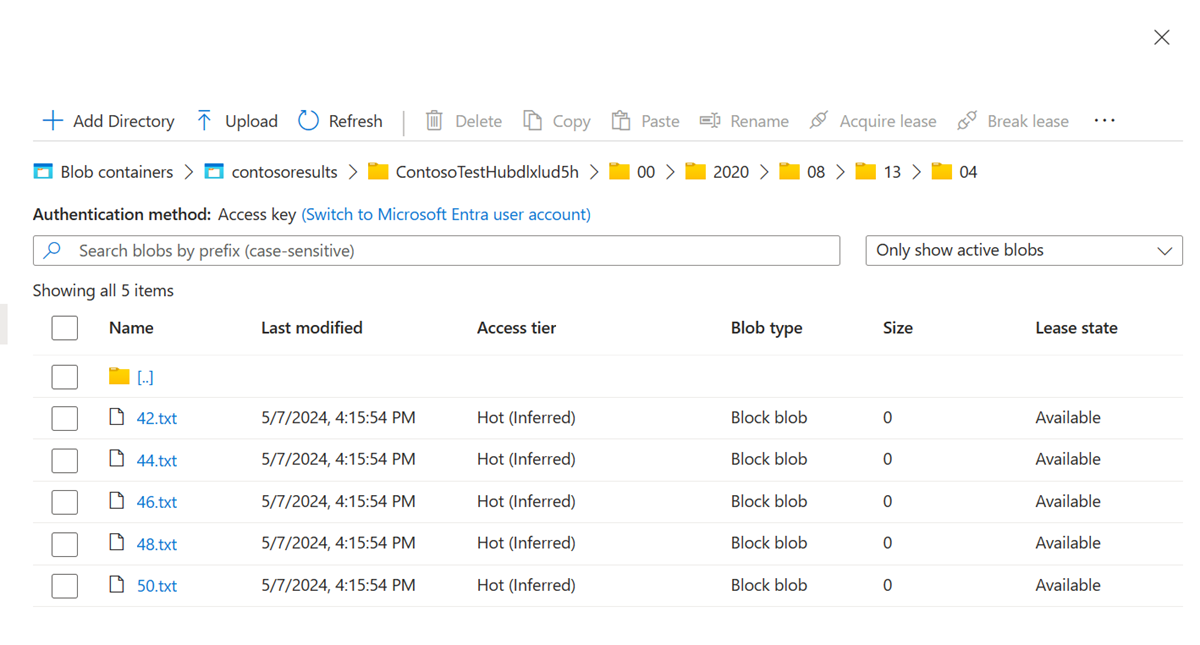 Add Directory Upload Refresh Delete Copy Paste Rename Acquire lease Break lease ...
Blob containers > contosoresults > ContosoTestHubdlxlud5h > 00 > 2020 > 08 > 13 > 04
Authentication method: Access key (Switch to Microsoft Entra user account)
Search blobs by prefix (case-sensitive) Only show active blobs
Showing all 5 items
Name Last modified Access tier Blob type Size Lease state
[..]
42.txt 5/7/2024, 4:15:54 PM Hot (Inferred) Block blob 0 Available
44.txt 5/7/2024, 4:15:54 PM Hot (Inferred) Block blob 0 Available
46.txt 5/7/2024, 4:15:54 PM Hot (Inferred) Block blob 0 Available
48.txt 5/7/2024, 4:15:54 PM Hot (Inferred) Block blob 0 Available
50.txt 5/7/2024, 4:15:54 PM Hot (Inferred) Block blob 0 Available